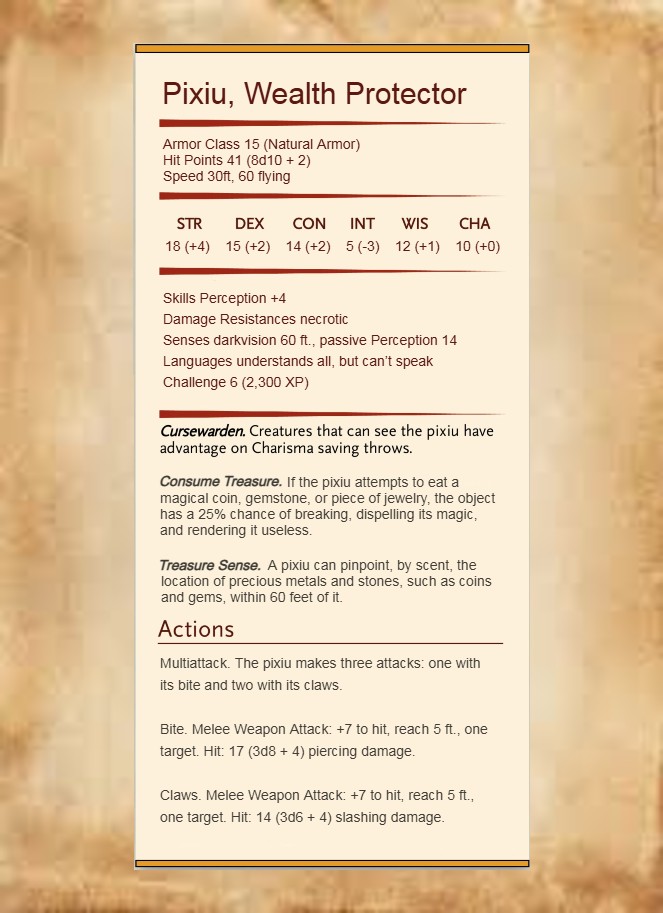 Pixiu, Wealth Protector
Armor Class 15 (Natural Armor)
Hit Points 41 (8d10 + 2)
Speed 30ft, 60 flying
STR DEX CON INT WIS CHA
18 (+4) 15 (+2) 14 (+2) 5 (-3) 12 (+1) 10 (+0)
Skills Perception +4
Damage Resistances necrotic
Senses darkvision 60 ft., passive Perception 14
Languages understands all, but can't speak
Challenge 6 (2,300 XP)
Cursewarden. Creatures that can see the pixiu have
advantage on Charisma saving throws.
Consume Treasure. If the pixiu attempts to eat a
magical coin, gemstone, or piece of jewelry, the object
has a 25% chance of breaking, dispelling its magic,
and rendering it useless.
Treasure Sense. A pixiu can pinpoint, by scent, the
location of precious metals and stones, such as coins
and gems, within 60 feet of it.
Actions
Multiattack. The pixiu makes three attacks: one with
its bite and two with its claws.
Bite. Melee Weapon Attack: +7 to hit, reach 5 ft., one
target. Hit: 17 (3d8 + 4) piercing damage.
Claws. Melee Weapon Attack: +7 to hit, reach 5 ft.,
one target. Hit: 14 (3d6 + 4) slashing damage.